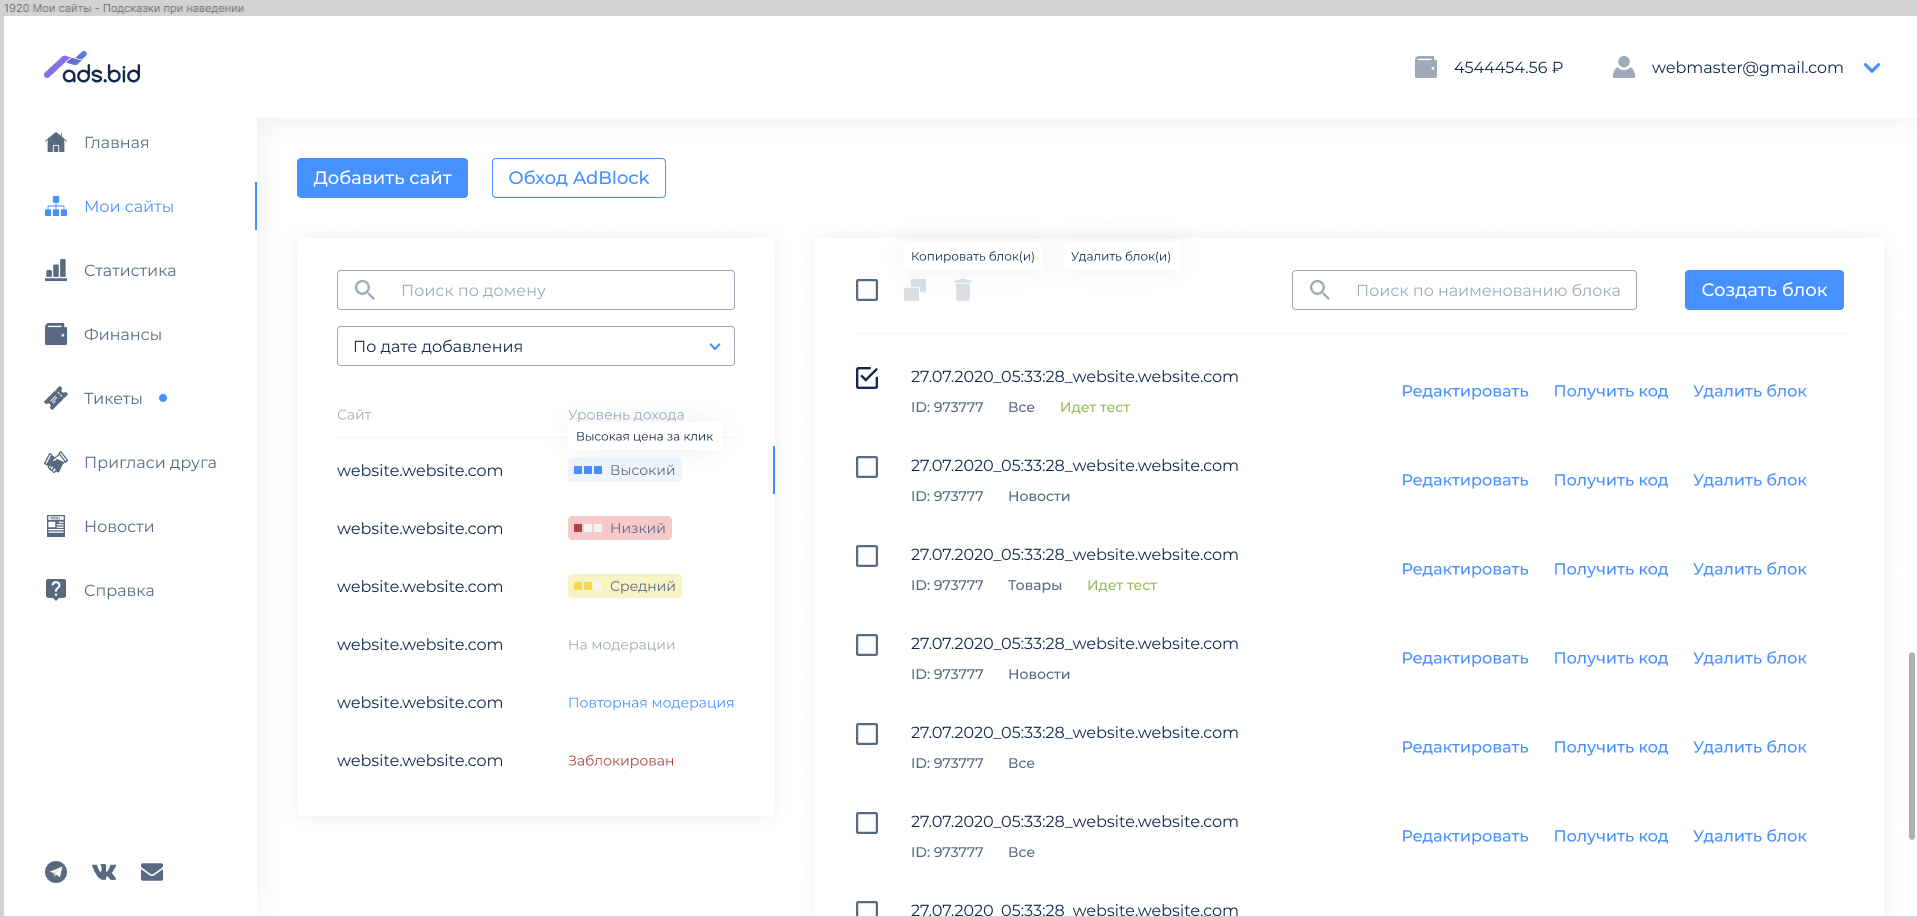 1920 Мои сайты - Подсказки при наведении
ads.bid
4544454.56 ₽
webmaster@gmail.com
Главная
Мои сайты
Статистика
Финансы
Тикеты
Пригласи друга
Новости
Справка
Добавить сайт
Обход AdBlock
Поиск по домену
По дате добавления
Сайт
Уровень дохода
Высокая цена за клик
website.website.com
Высокий
website.website.com
Низкий
website.website.com
Средний
website.website.com
На модерации
website.website.com
Повторная модерация
website.website.com
Заблокирован
Копировать блок(и)
Удалить блок(и)
Поиск по наименованию блока
Создать блок
27.07.2020_05:33:28_website.website.com
ID: 973777 Все Идет тест
Редактировать Получить код Удалить блок
27.07.2020_05:33:28_website.website.com
ID: 973777 Новости
Редактировать Получить код Удалить блок
27.07.2020_05:33:28_website.website.com
ID: 973777 Товары Идет тест
Редактировать Получить код Удалить блок
27.07.2020_05:33:28_website.website.com
ID: 973777 Новости
Редактировать Получить код Удалить блок
27.07.2020_05:33:28_website.website.com
ID: 973777 Все
Редактировать Получить код Удалить блок
27.07.2020_05:33:28_website.website.com
ID: 973777 Все
Редактировать Получить код Удалить блок
27.07.2020_05:33:28_website.website.com